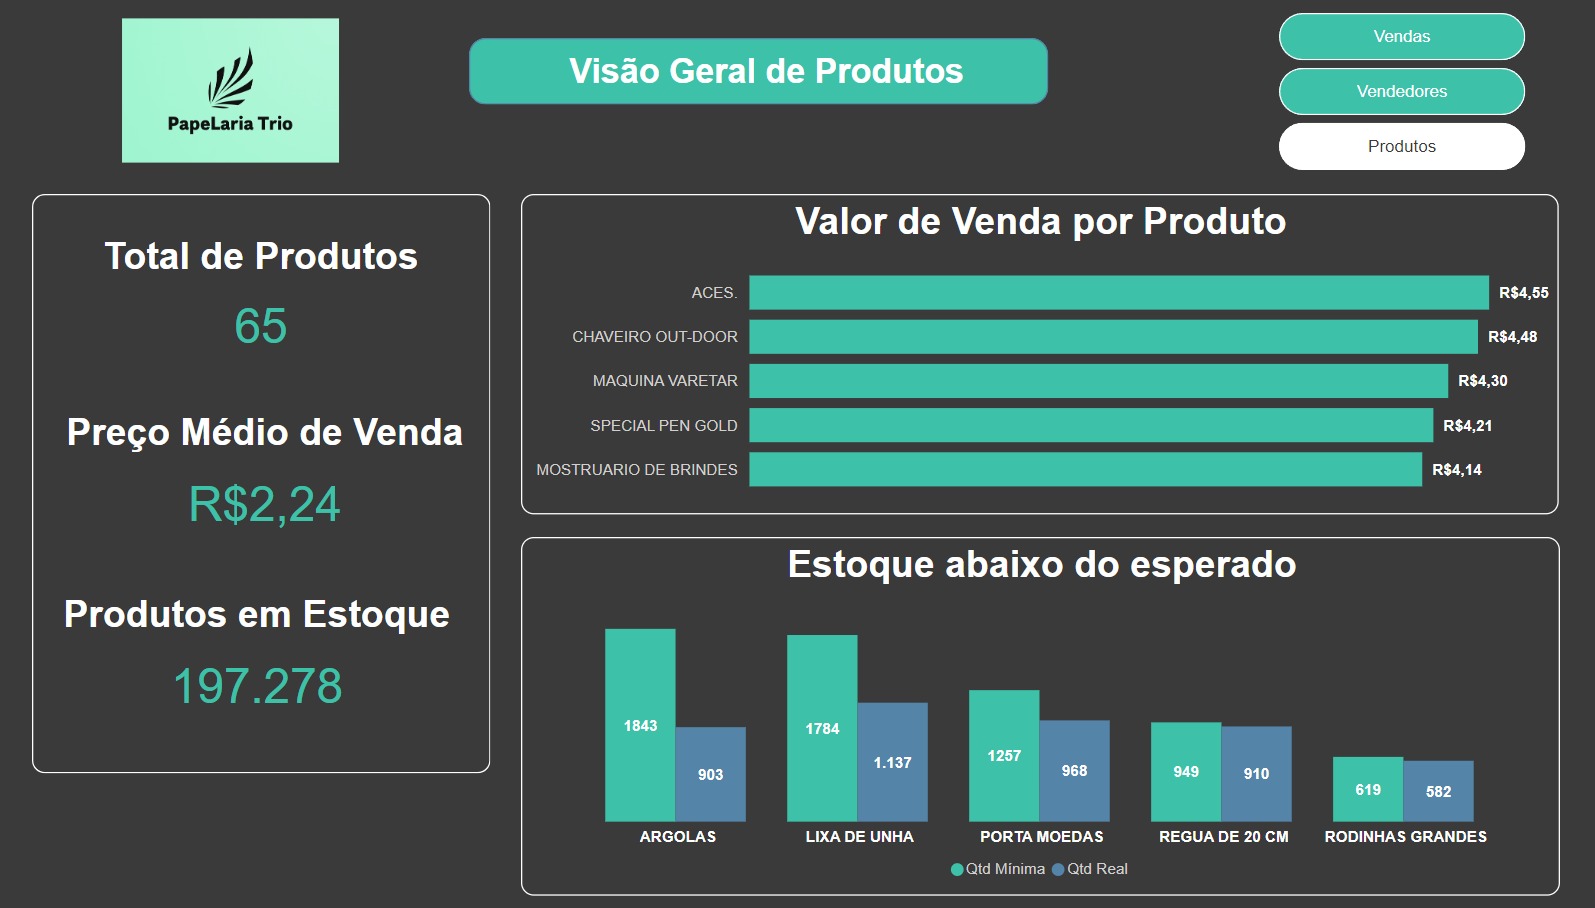 PapeLaria Trio
Visão Geral de Produtos
Vendas
Vendedores
Produtos
Total de Produtos
65
Preço Médio de Venda
R$2,24
Produtos em Estoque
197.278
Valor de Venda por Produto
ACES. R$4,55
CHAVEIRO OUT-DOOR R$4,48
MAQUINA VARETAR R$4,30
SPECIAL PEN GOLD R$4,21
MOSTRUARIO DE BRINDES R$4,14
Estoque abaixo do esperado
1843 903 1784 1.137 1257 968 949 910 619 582
ARGOLAS LIXA DE UNHA PORTA MOEDAS REGUA DE 20 CM RODINHAS GRANDES
Qtd Mínima Qtd Real